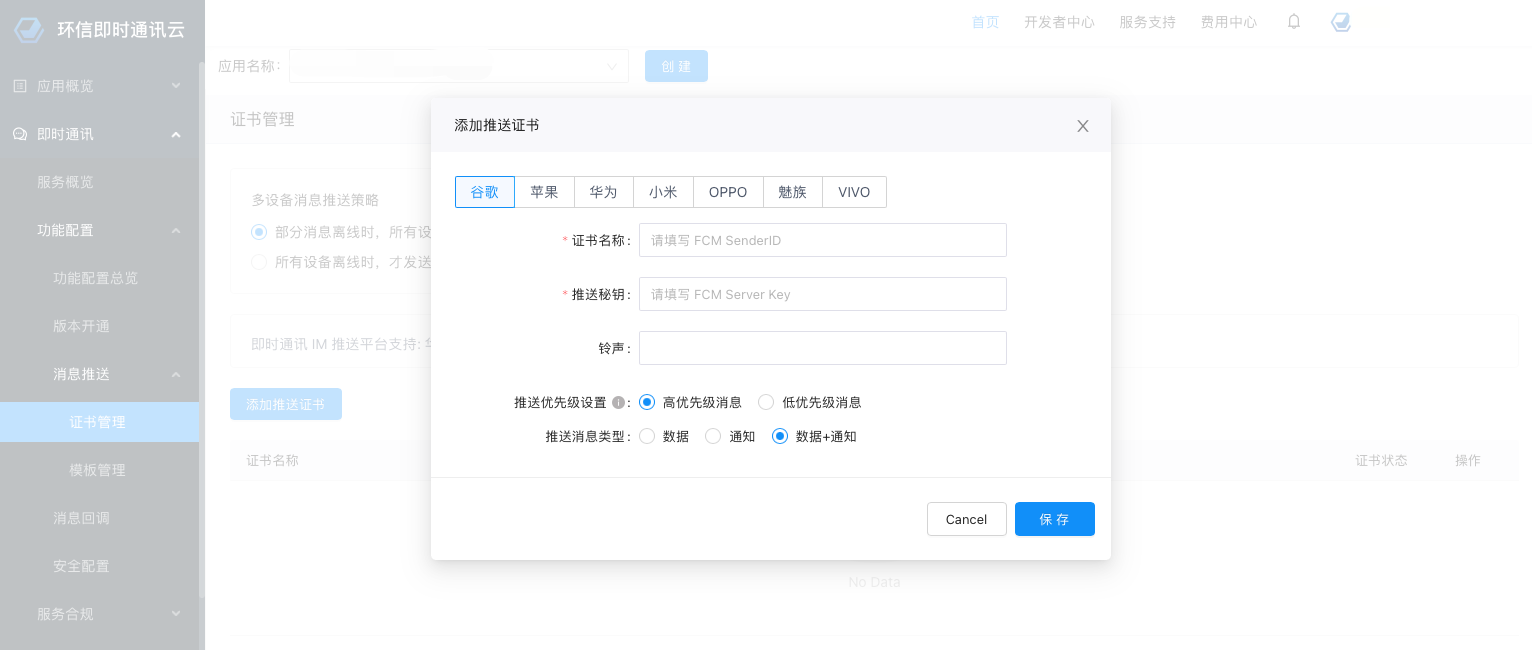 环信即时通讯云
首页 开发者中心 服务支持 费用中心
应用名称: 创 建
应用概览
即时通讯
服务概览
功能配置
功能配置总览
版本开通
消息推送
证书管理
模板管理
消息回调
安全配置
服务合规
证书管理
多设备消息推送策略
部分消息离线时，所有设
所有设备离线时，才发送
即时通讯 IM 推送平台支持:
添加推送证书
证书名称 证书状态 操作
No Data
添加推送证书
谷歌 苹果 华为 小米 OPPO 魅族 VIVO
* 证书名称: 请填写 FCM SenderID
* 推送秘钥: 请填写 FCM Server Key
铃声:
推送优先级设置 : 高优先级消息 低优先级消息
推送消息类型: 数据 通知 数据+通知
Cancel 保 存